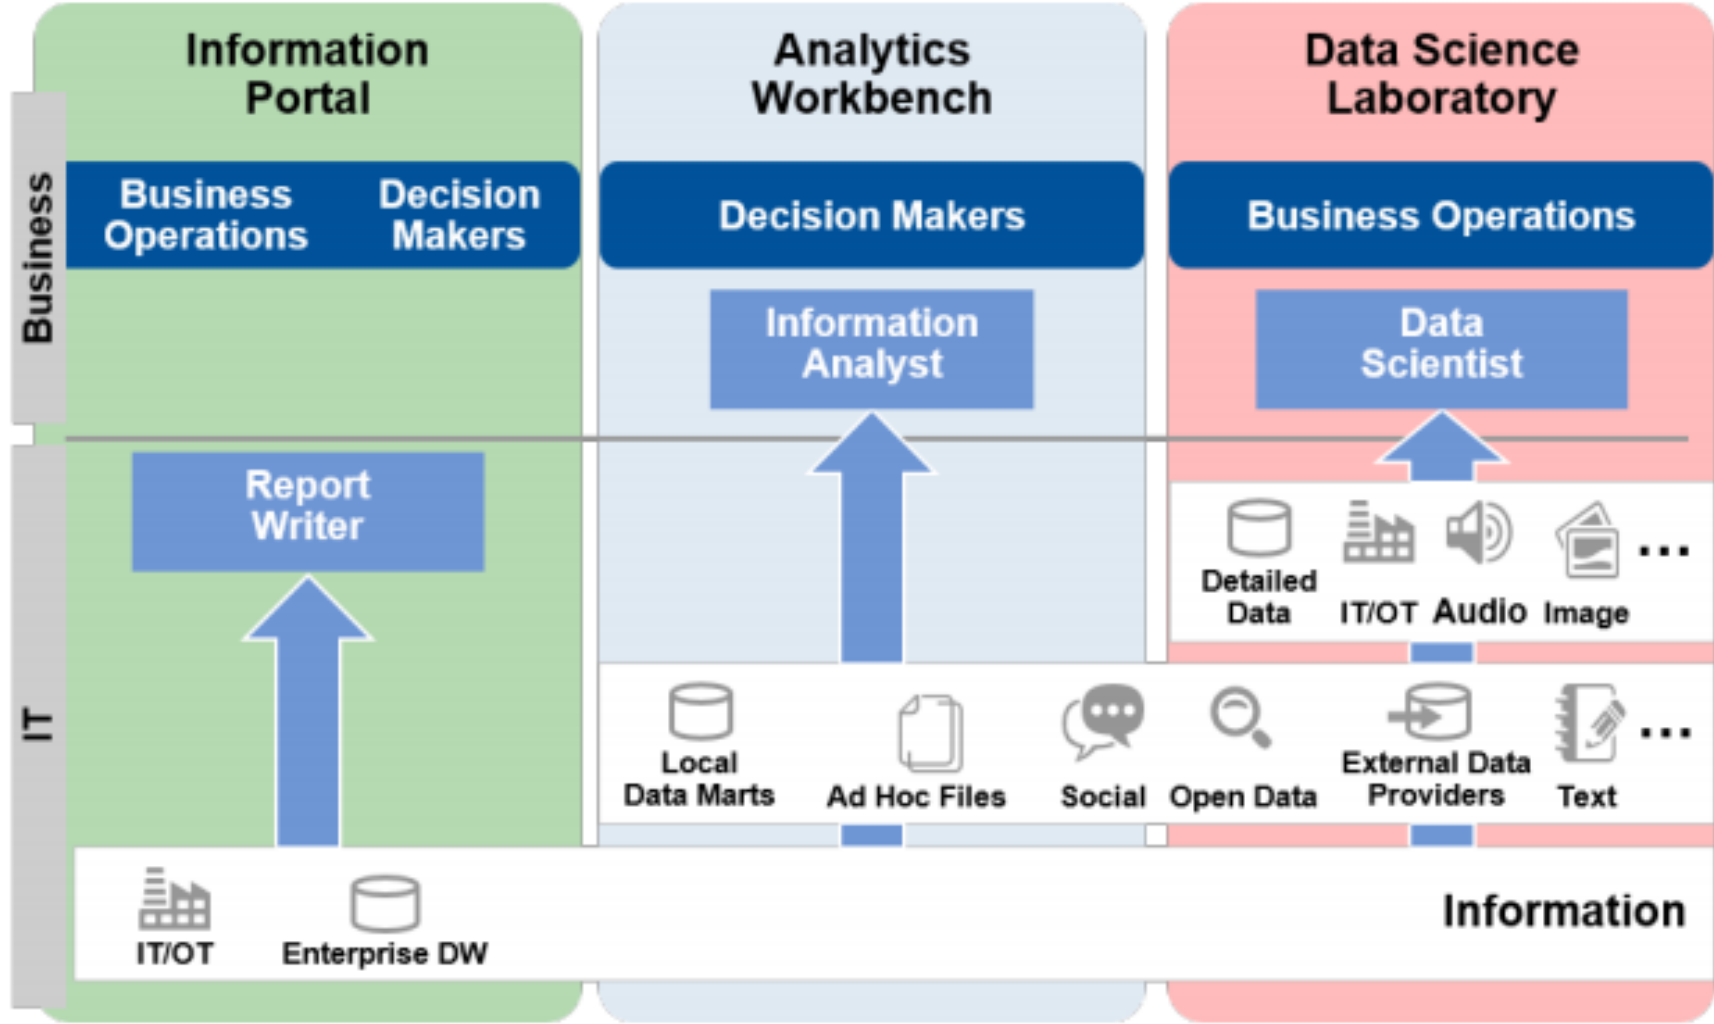 Information
Portal
Analytics
Workbench
Data Science
Laboratory
Business
Business
Operations
Decision
Makers
Decision Makers
Business Operations
Information
Analyst
Data
Scientist
IT
Report
Writer
Detailed
Data
IT/OT
Audio
Image
...
Local
Data Marts
Ad Hoc Files
Social
Open Data
External Data
Providers
Text
...
IT/OT
Enterprise DW
Information